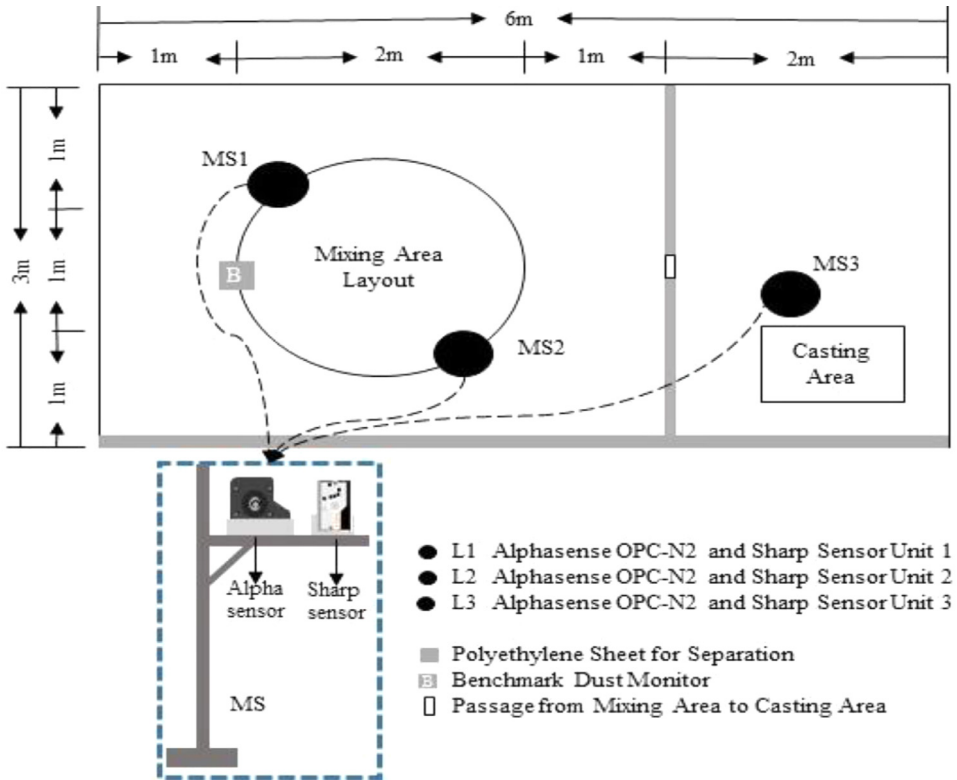 6m
1m
2m
1m
2m
3m
1m
1m
1m
MS1
B
Mixing Area
Layout
MS2
MS3
Casting
Area
Alpha
sensor
Sharp
sensor
MS
L1 Alphasense OPC-N2 and Sharp Sensor Unit 1
L2 Alphasense OPC-N2 and Sharp Sensor Unit 2
L3 Alphasense OPC-N2 and Sharp Sensor Unit 3
Polyethylene Sheet for Separation
B Benchmark Dust Monitor
Passage from Mixing Area to Casting Area